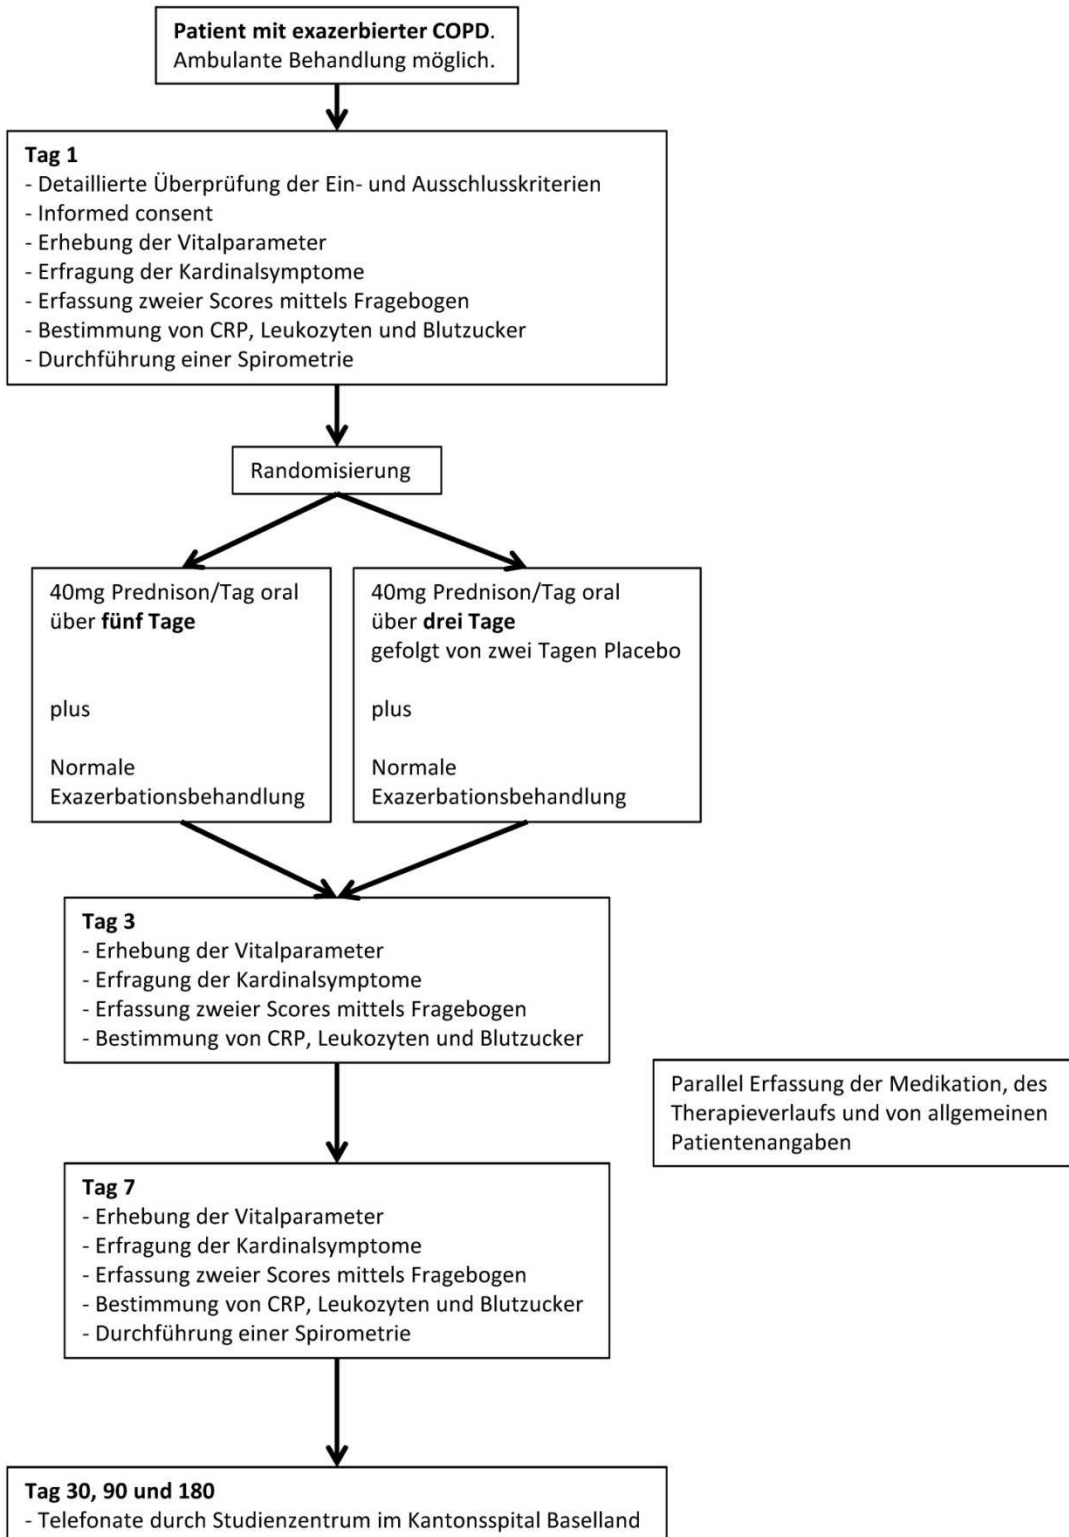 Patient mit exazerbierter COPD.
Ambulante Behandlung möglich.
Tag 1
- Detaillierte Überprüfung der Ein- und Ausschlusskriterien
- Informed consent
- Erhebung der Vitalparameter
- Erfragung der Kardinalsymptome
- Erfassung zweier Scores mittels Fragebogen
- Bestimmung von CRP, Leukozyten und Blutzucker
- Durchführung einer Spirometrie
Randomisierung
40mg Prednison/Tag oral
über fünf Tage
plus
Normale
Exazerbationsbehandlung
40mg Prednison/Tag oral
über drei Tage
gefolgt von zwei Tagen Placebo
plus
Normale
Exazerbationsbehandlung
Tag 3
- Erhebung der Vitalparameter
- Erfragung der Kardinalsymptome
- Erfassung zweier Scores mittels Fragebogen
- Bestimmung von CRP, Leukozyten und Blutzucker
Parallel Erfassung der Medikation, des
Therapieverlaufs und von allgemeinen
Patientenangaben
Tag 7
- Erhebung der Vitalparameter
- Erfragung der Kardinalsymptome
- Erfassung zweier Scores mittels Fragebogen
- Bestimmung von CRP, Leukozyten und Blutzucker
- Durchführung einer Spirometrie
Tag 30, 90 und 180
- Telefonate durch Studienzentrum im Kantonsspital Baselland